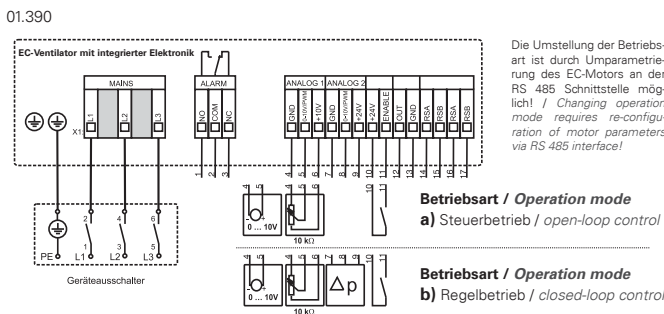 01.390
EC-Ventilator mit integrierter Elektronik
MAINS
ALARM
ANALOG 1 ANALOG 2
X1:
L1
L2
L3
NO
COM
NC
GND
0-10V/PWM
+10V
GND
0-10V/PWM
+24V
+24V
ENABLE
OUT
GND
RSA
RSB
RSA
RSB
1
2
3
4
5
6
7
8
9
10
11
12
13
14
15
16
17
Die Umstellung der Betriebs-
art ist durch Umparametrie-
rung des EC-Motors an der
RS 485 Schnittstelle mög-
lich! / Changing operation
mode requires re-configu-
ration of motor parameters
via RS 485 interface!
2 4 6
1 3 5
PE L1 L2 L3
Geräteausschalter
4 5 4 5 6 10 11
- +
0 ... 10V
10 kΩ
Betriebsart / Operation mode
a) Steuerbetrieb / open-loop control
4 5 4 5 6 7 8 9 10 11
- +
0 ... 10V
Δp
10 kΩ
Betriebsart / Operation mode
b) Regelbetrieb / closed-loop control